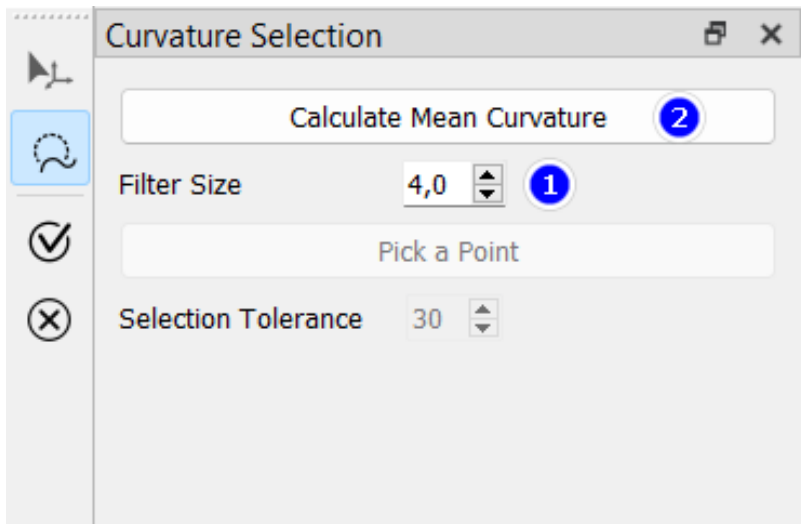 Curvature Selection
Calculate Mean Curvature 2
Filter Size 4,0 1
Pick a Point
Selection Tolerance 30